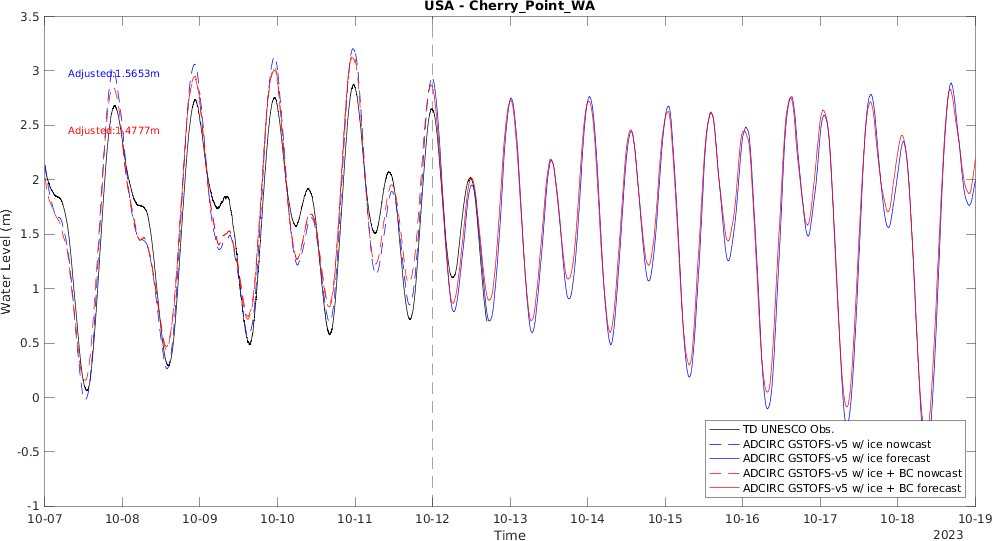 USA - Cherry_Point_WA
3.5
3
2.5
2
1.5
1
0.5
0
-0.5
-1
Water Level (m)
Adjusted:1.5653m
Adjusted:1.4777m
TD UNESCO Obs.
ADCIRC GSTOFS-v5 w/ ice nowcast
ADCIRC GSTOFS-v5 w/ ice forecast
ADCIRC GSTOFS-v5 w/ ice + BC nowcast
ADCIRC GSTOFS-v5 w/ ice + BC forecast
10-07 10-08 10-09 10-10 10-11 10-12 10-13 10-14 10-15 10-16 10-17 10-18 10-19
Time
2023